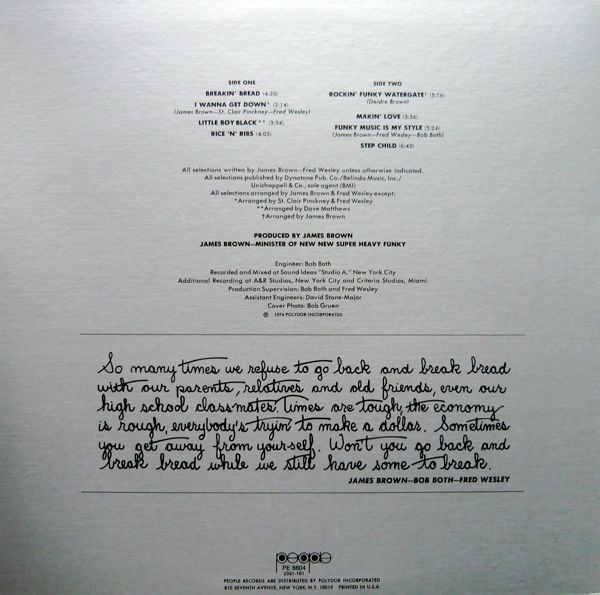 SIDE ONE
BREAKIN' BREAD (4:20)
I WANNA GET DOWN* (3:14)
(James Brown—St. Clair Pinckney—Fred Wesley)
LITTLE BOY BLACK** (3:54)
RICE 'N' RIBS (4:05)
SIDE TWO
ROCKIN' FUNKY WATERGATE† (5:16)
(Deidre Brown)
MAKIN' LOVE (3:36)
FUNKY MUSIC IS MY STYLE (5:24)
(James Brown—Fred Wesley—Bob Both)
STEP CHILD (6:43)
All selections written by James Brown—Fred Wesley unless otherwise indicated.
All selections published by Dynatone Pub. Co./Belinda Music, Inc./
Unichappell & Co., sole agent (BMI)
All selections arranged by James Brown & Fred Wesley except:
*Arranged by St. Clair Pinckney & Fred Wesley
**Arranged by Dave Matthews
†Arranged by James Brown
PRODUCED BY JAMES BROWN
JAMES BROWN—MINISTER OF NEW NEW SUPER HEAVY FUNKY
Engineer: Bob Both
Recorded and Mixed at Sound Ideas "Studio A," New York City
Additional Recording at A&R Studios, New York City and Criteria Studios, Miami
Production Supervision: Bob Both and Fred Wesley
Assistant Engineers: David Stone-Major
Cover Photo: Bob Gruen
℗ 1974 POLYDOR INCORPORATED
So many times we refuse to go back and break bread
with our parents, relatives and old friends, even our
high school classmates. Times are tough, the economy
is rough, everybody's tryin' to make a dollar. Sometimes
you get away from yourself. Won't you go back and
break bread while we still have some to break.
JAMES BROWN—BOB BOTH—FRED WESLEY
people
PE 6604
2391-161
PEOPLE RECORDS ARE DISTRIBUTED BY POLYDOR INCORPORATED
810 SEVENTH AVENUE, NEW YORK, N.Y. 10019 PRINTED IN U.S.A.